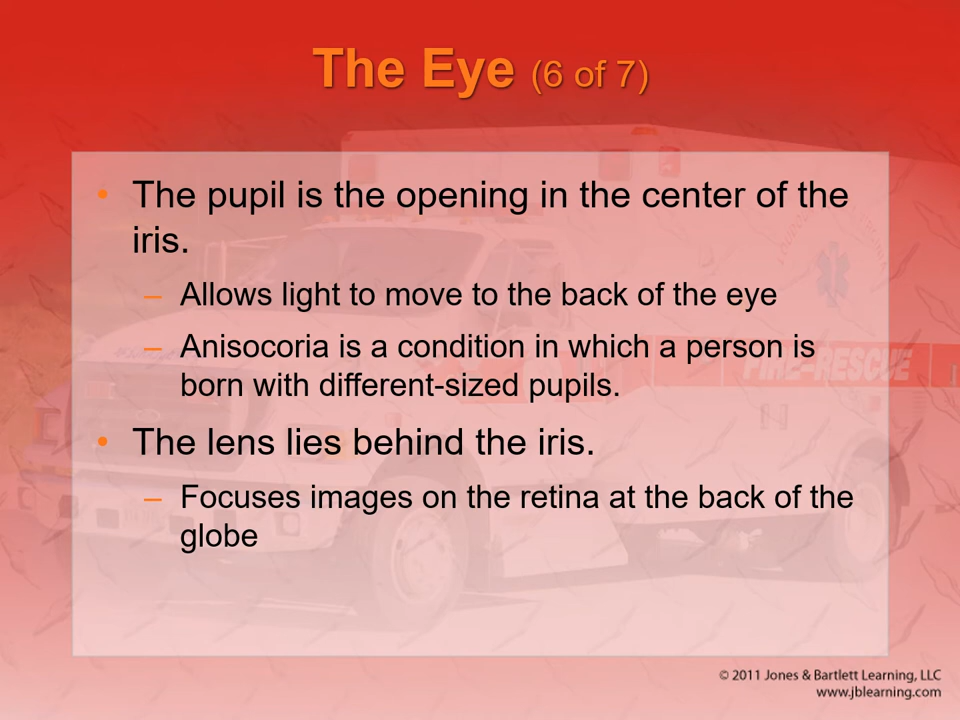 The Eye (6 of 7)
• The pupil is the opening in the center of the
iris.
– Allows light to move to the back of the eye
– Anisocoria is a condition in which a person is
born with different-sized pupils.
• The lens lies behind the iris.
– Focuses images on the retina at the back of the
globe
FIRE-RESCUE
© 2011 Jones & Bartlett Learning, LLC
www.jblearning.com